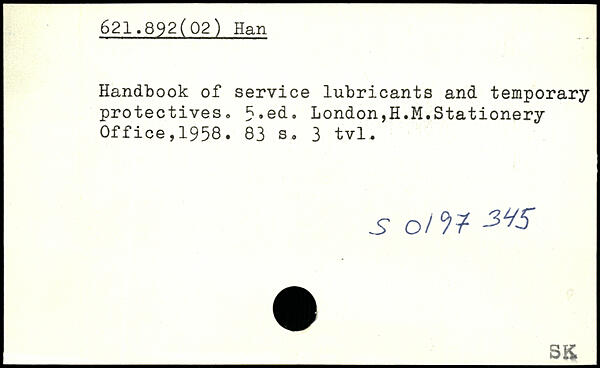 621.892(02) Han
Handbook of service lubricants and temporary
protectives. 5.ed. London,H.M.Stationery
Office,1958. 83 s. 3 tvl.
S 0197 345
SK